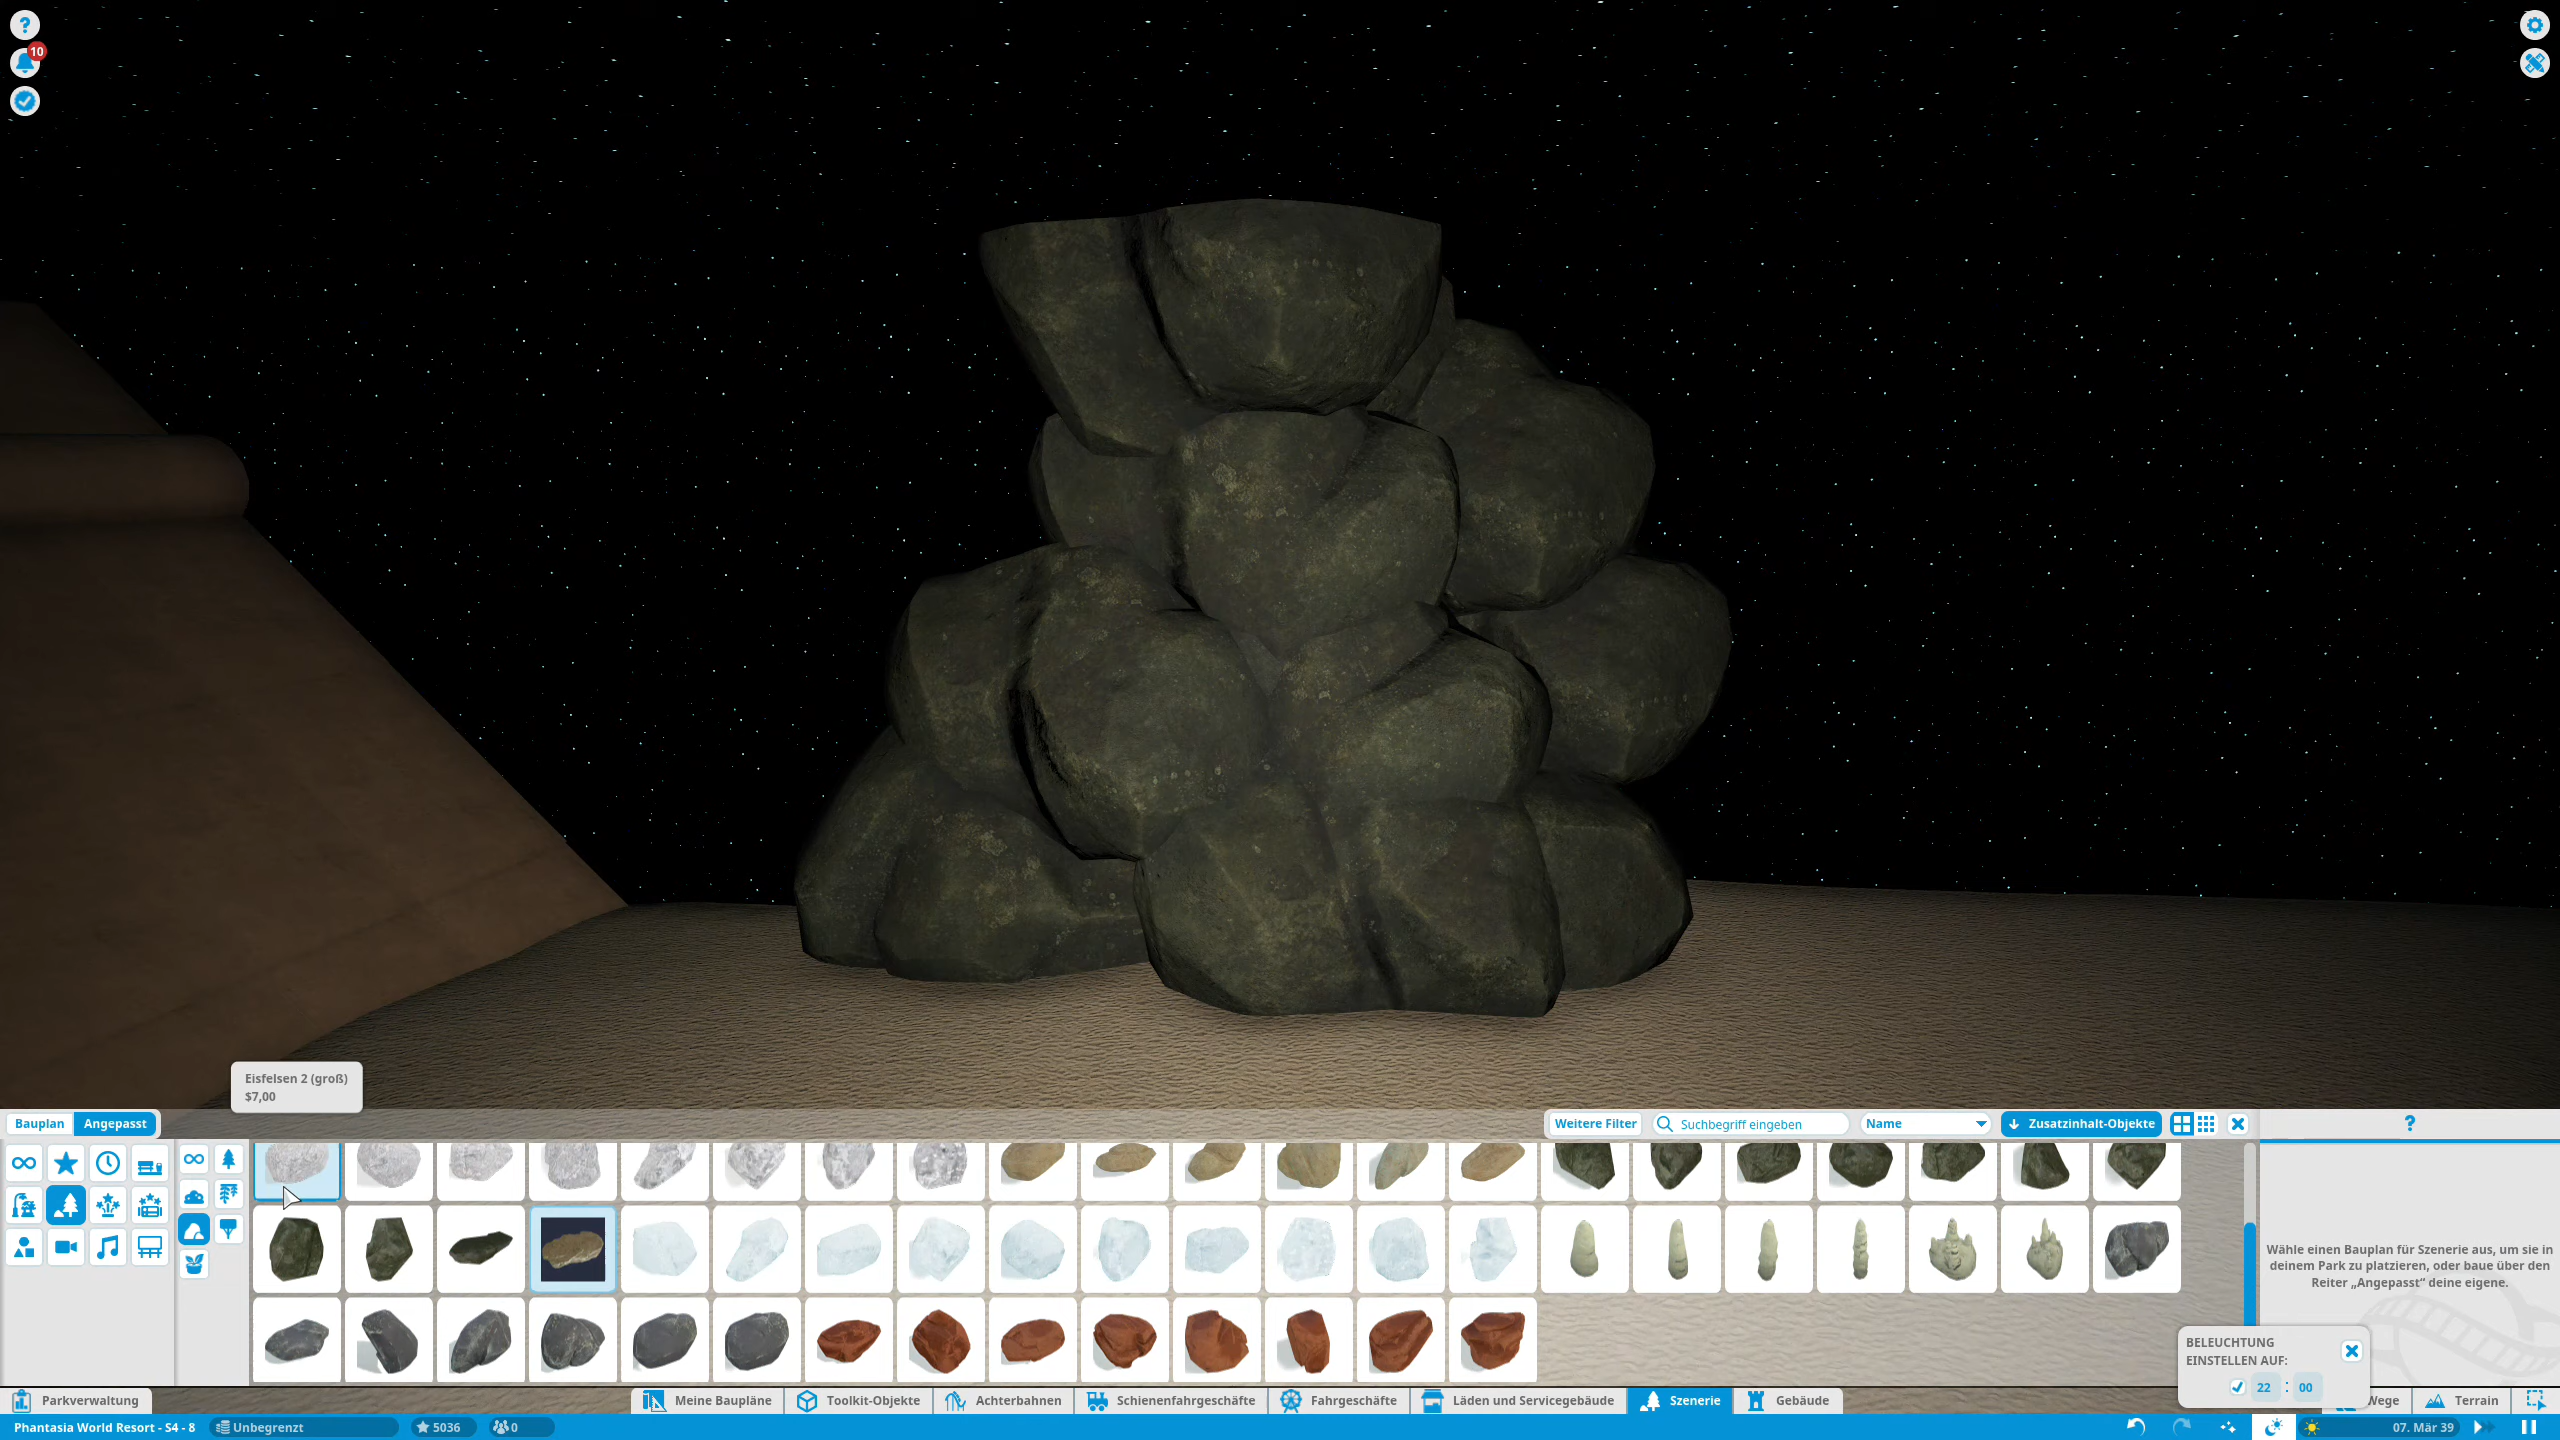 10
Eisfelsen 2 (groß)
$7,00
Bauplan
Angepasst
Weitere Filter
Suchbegriff eingeben
Name
Zusatzinhalt-Objekte
?
Wähle einen Bauplan für Szenerie aus, um sie in
deinem Park zu platzieren, oder baue über den
Reiter „Angepasst“ deine eigene.
BELEUCHTUNG
EINSTELLEN AUF:
22 : 00
Parkverwaltung
Meine Baupläne
Toolkit-Objekte
Achterbahnen
Schienenfahrgeschäfte
Fahrgeschäfte
Läden und Servicegebäude
Szenerie
Gebäude
Wege
Terrain
Phantasia World Resort - S4 - 8
Unbegrenzt
5036
0
07. Mär 39